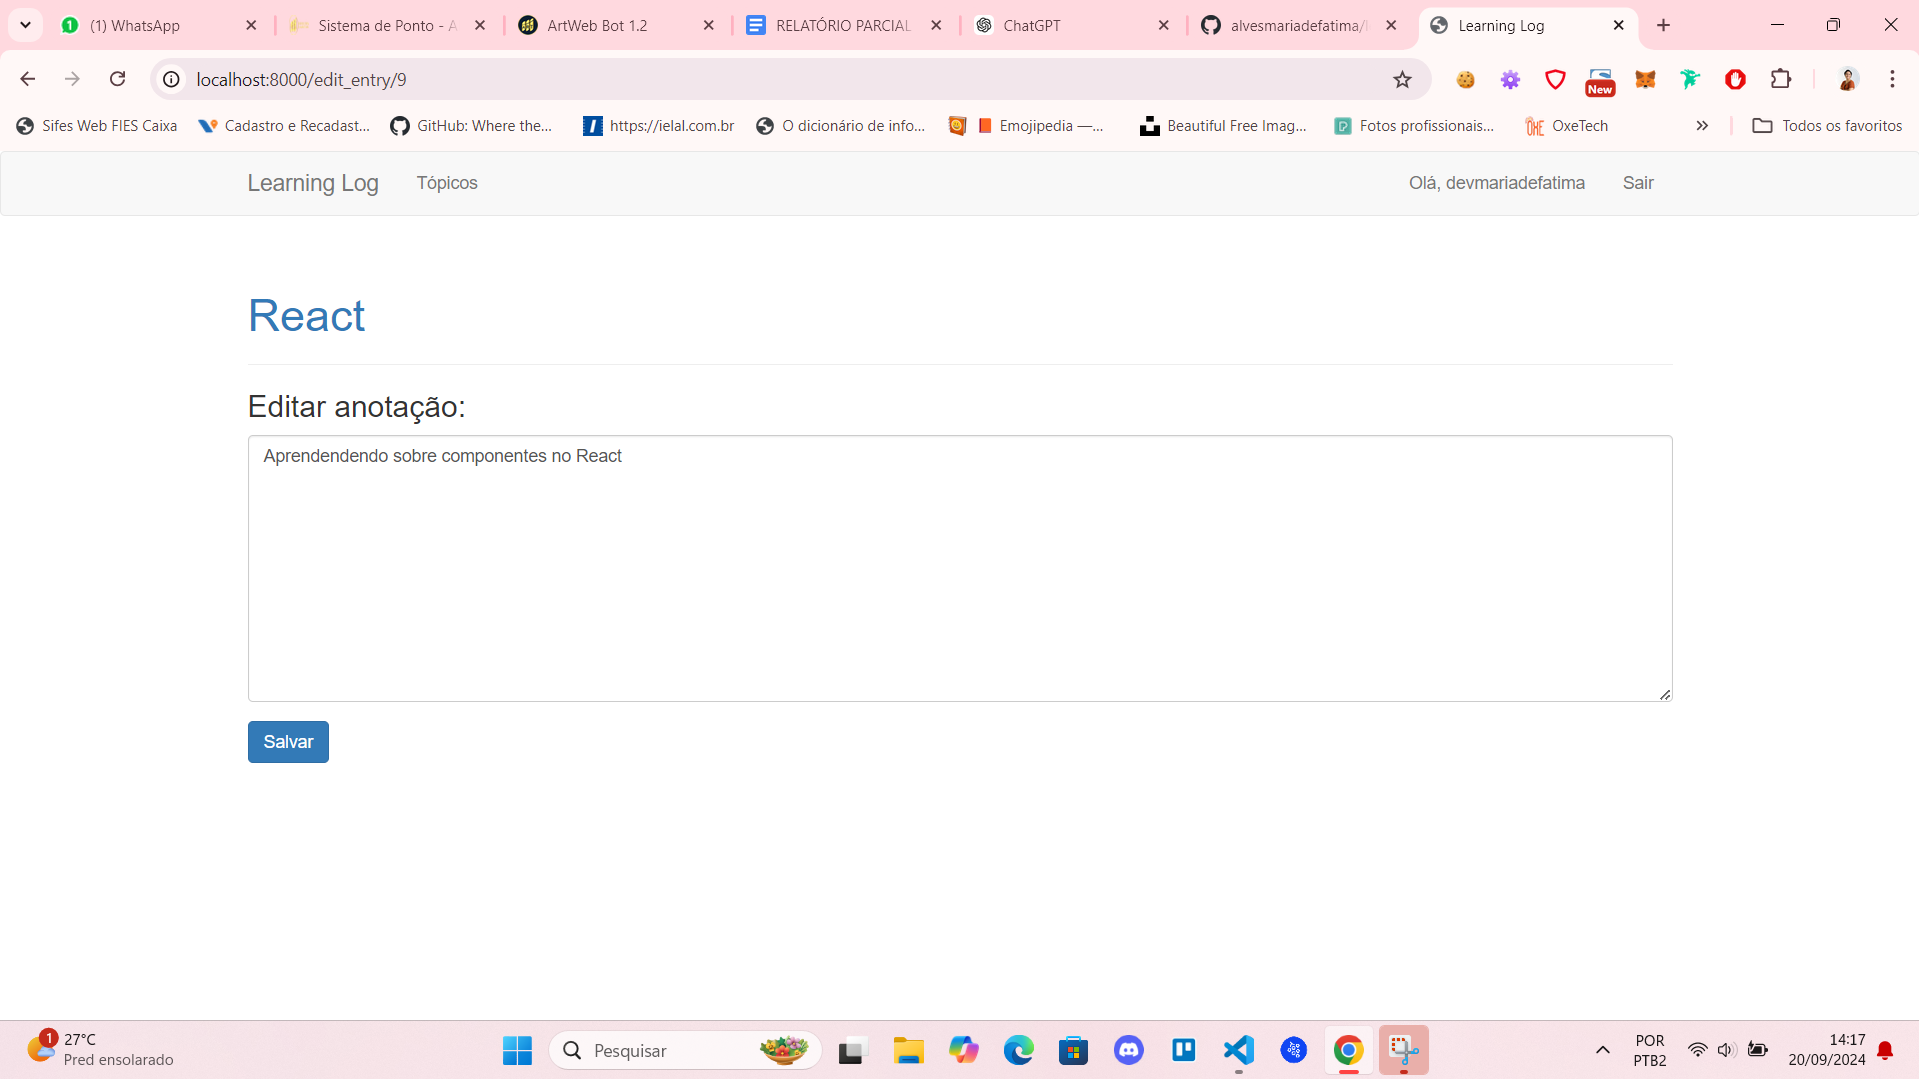 (1) WhatsApp
Sistema de Ponto - A
ArtWeb Bot 1.2
RELATÓRIO PARCIAL
ChatGPT
alvesmariadefatima/
Learning Log
localhost:8000/edit_entry/9
New
Sifes Web FIES Caixa
Cadastro e Recadast...
GitHub: Where the...
https://ielal.com.br
O dicionário de info...
Emojipedia —...
Beautiful Free Imag...
Fotos profissionais...
OxeTech
Todos os favoritos
Learning Log
Tópicos
Olá, devmariadefatima
Sair
React
Editar anotação:
Aprendendendo sobre componentes no React
Salvar
1
27°C
Pred ensolarado
Pesquisar
POR
PTB2
14:17
20/09/2024